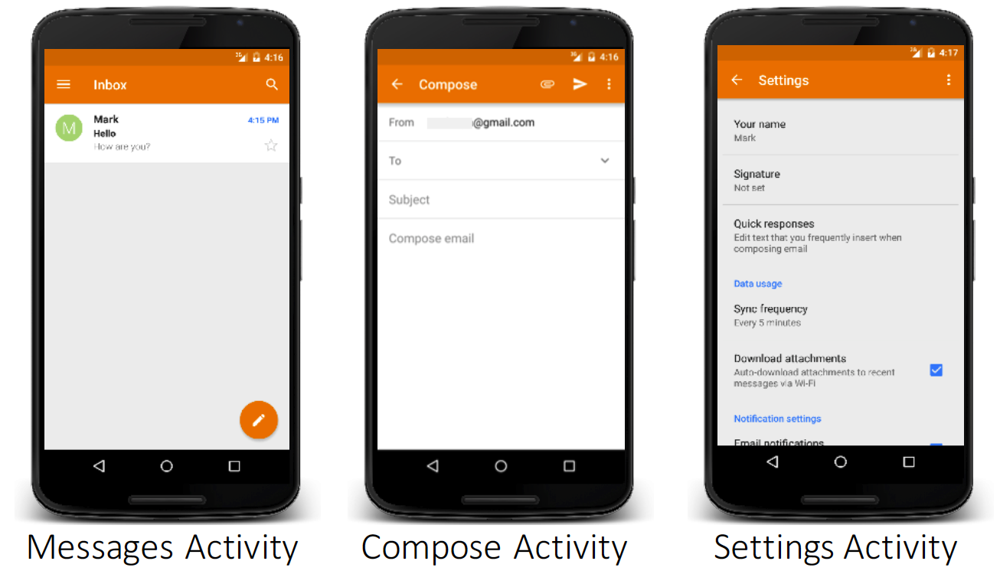 4:16
Inbox
M
Mark 4:15 PM
Hello
How are you?
Messages Activity
4:16
Compose
From @gmail.com
To
Subject
Compose email
Compose Activity
4:17
Settings
Your name
Mark
Signature
Not set
Quick responses
Edit text that you frequently insert when
composing email
Data usage
Sync frequency
Every 5 minutes
Download attachments
Auto-download attachments to recent
messages via Wi-Fi
Notification settings
Email notifications
Settings Activity